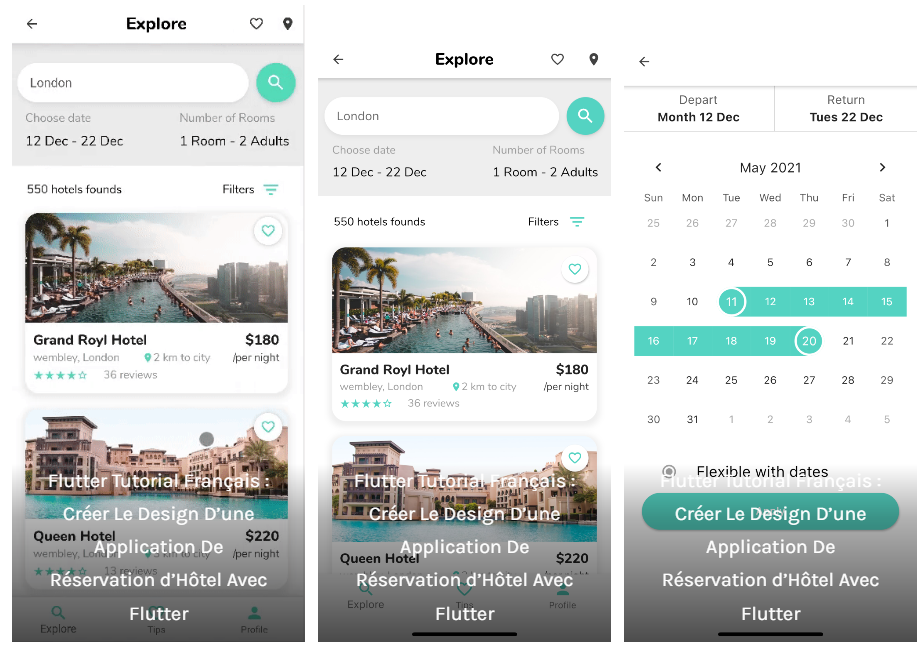 Explore
London
Choose date
Number of Rooms
12 Dec - 22 Dec
1 Room - 2 Adults
550 hotels founds
Filters
Grand Royl Hotel
$180
wembley, London
2 km to city
/per night
36 reviews
Flutter Tutorial Français :
Créer Le Design D'une
Queen Hotel
$220
Application De
wembley, London
/per night
Réservation d'Hôtel Avec
13 reviews
Flutter
Explore
Tips
Profile
Explore
London
Choose date
Number of Rooms
12 Dec - 22 Dec
1 Room - 2 Adults
550 hotels founds
Filters
Grand Royl Hotel
$180
wembley, London
2 km to city
/per night
36 reviews
Flutter Tutorial Français :
Créer Le Design D'une
Application De
Queen Hotel
$220
Réservation d'Hôtel Avec
Flutter
Explore
Tips
Profile
Depart
Return
Month 12 Dec
Tues 22 Dec
May 2021
Sun Mon Tue Wed Thu Fri Sat
25 26 27 28 29 30 1
2 3 4 5 6 7 8
9 10 11 12 13 14 15
16 17 18 19 20 21 22
23 24 25 26 27 28 29
30 31 1 2 3 4 5
Flexible with dates
Flutter Tutorial Français :
Créer Le Design D'une
Application De
Réservation d'Hôtel Avec
Flutter